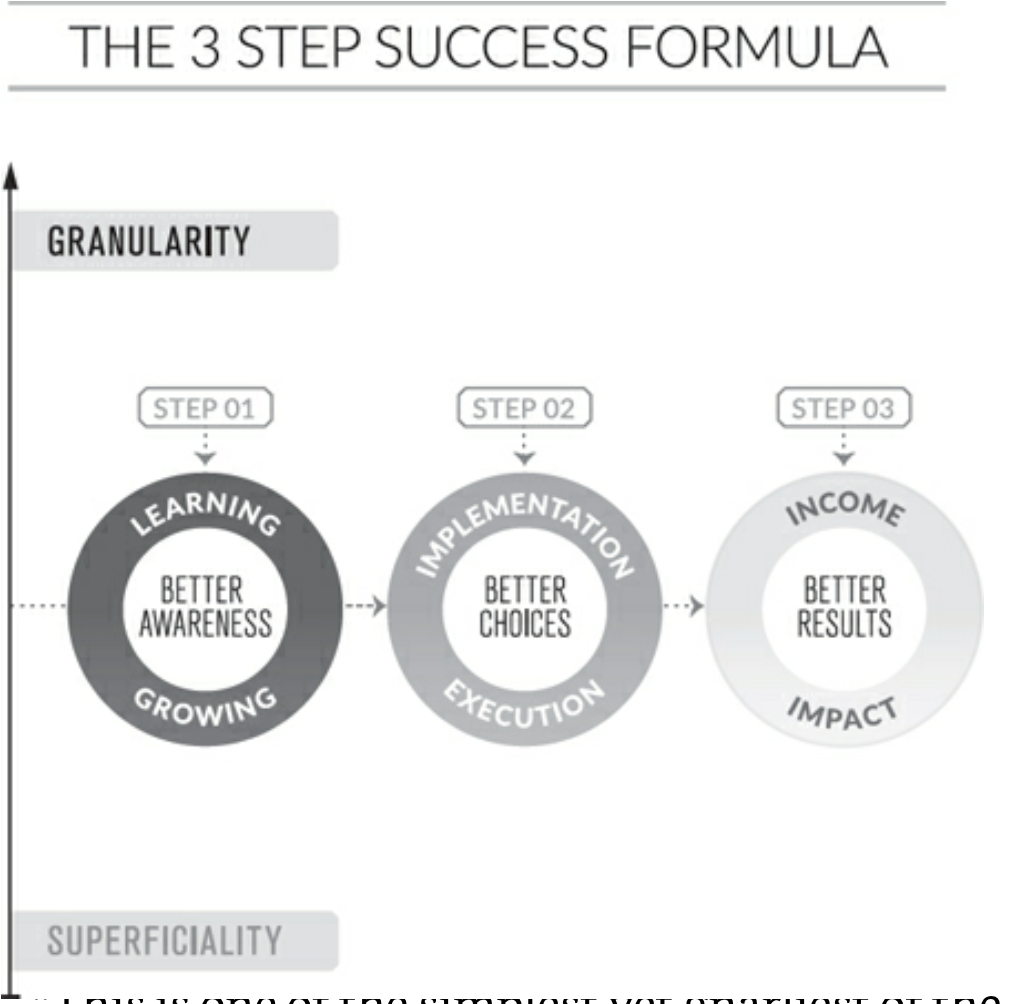 THE 3 STEP SUCCESS FORMULA
GRANULARITY
STEP 01
STEP 02
STEP 03
LEARNING
BETTER
AWARENESS
GROWING
IMPLEMENTATION
BETTER
CHOICES
EXECUTION
INCOME
BETTER
RESULTS
IMPACT
SUPERFICIALITY